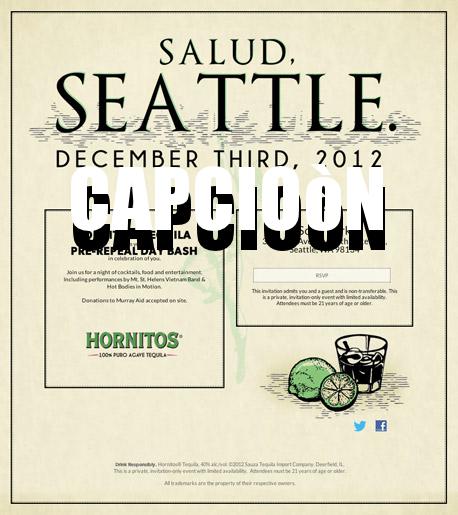 SALUD,
SEATTLE.
DECEMBER THIRD, 2012
CAPCIOòN
TEQUILA
PRE-REPEAL DAY BASH
in celebration of you.
Join us for a night of cocktails, food and entertainment.
Including performances by Mt. St. Helens Vietnam Band &
Hot Bodies in Motion.
Donations to Murray Aid accepted on site.
HORNITOS
100% PURO AGAVE TEQUILA
Seattle, WA 98134
RSVP
This invitation admits you and a guest and is non-transferable. This
is a private, invitation-only event with limited availability.
Attendees must be 21 years of age or older.
Drink Responsibly. Hornitos® Tequila, 40% alc./vol. ©2012 Sauza Tequila Import Company, Deerfield, IL.
This is a private, invitation-only event with limited availability. Attendees must be 21 years of age or older.
All trademarks are the property of their respective owners.